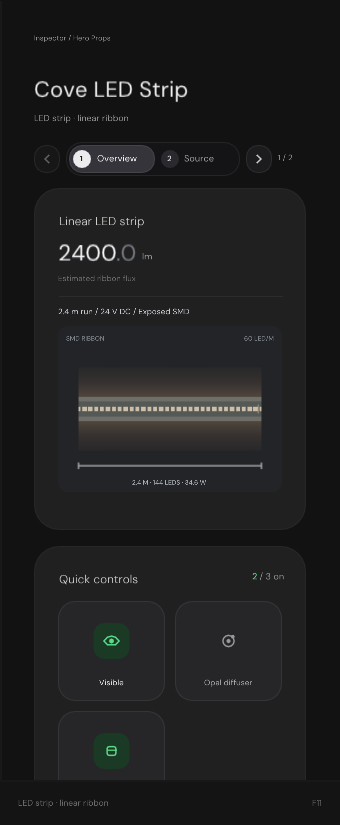 Inspector / Hero Props
Cove LED Strip
LED strip · linear ribbon
1 Overview 2 Source 1 / 2
Linear LED strip
2400.0 lm
Estimated ribbon flux
2.4 m run / 24 V DC / Exposed SMD
SMD RIBBON 60 LED/M
2.4 M · 144 LEDS · 34.6 W
Quick controls 2 / 3 on
Visible Opal diffuser
LED strip · linear ribbon F11